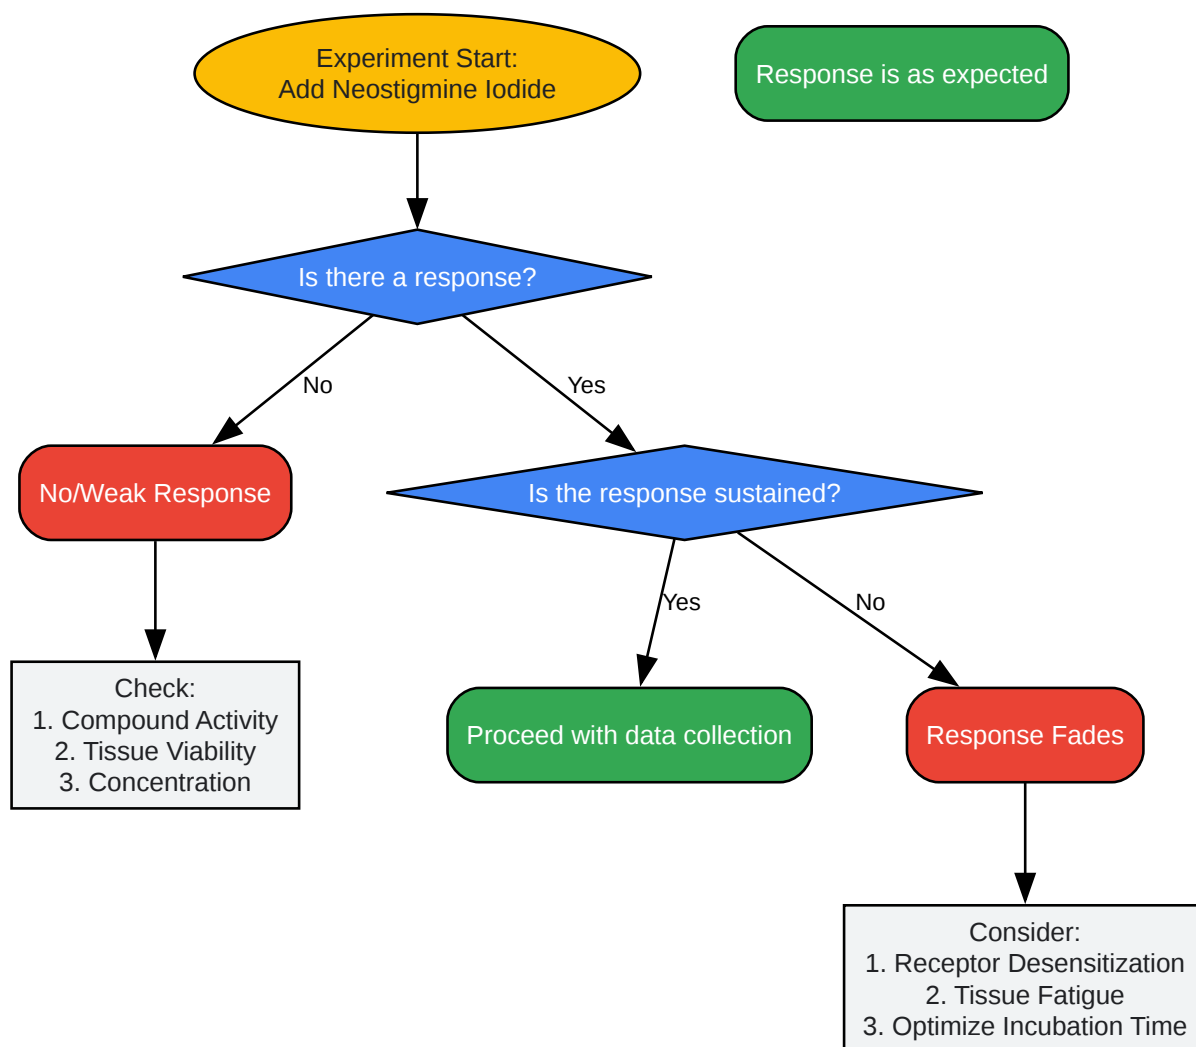 Experiment Start:
Add Neostigmine Iodide
Response is as expected
Is there a response?
No
Yes
No/Weak Response
Is the response sustained?
Yes
No
Check:
1. Compound Activity
2. Tissue Viability
3. Concentration
Proceed with data collection
Response Fades
Consider:
1. Receptor Desensitization
2. Tissue Fatigue
3. Optimize Incubation Time